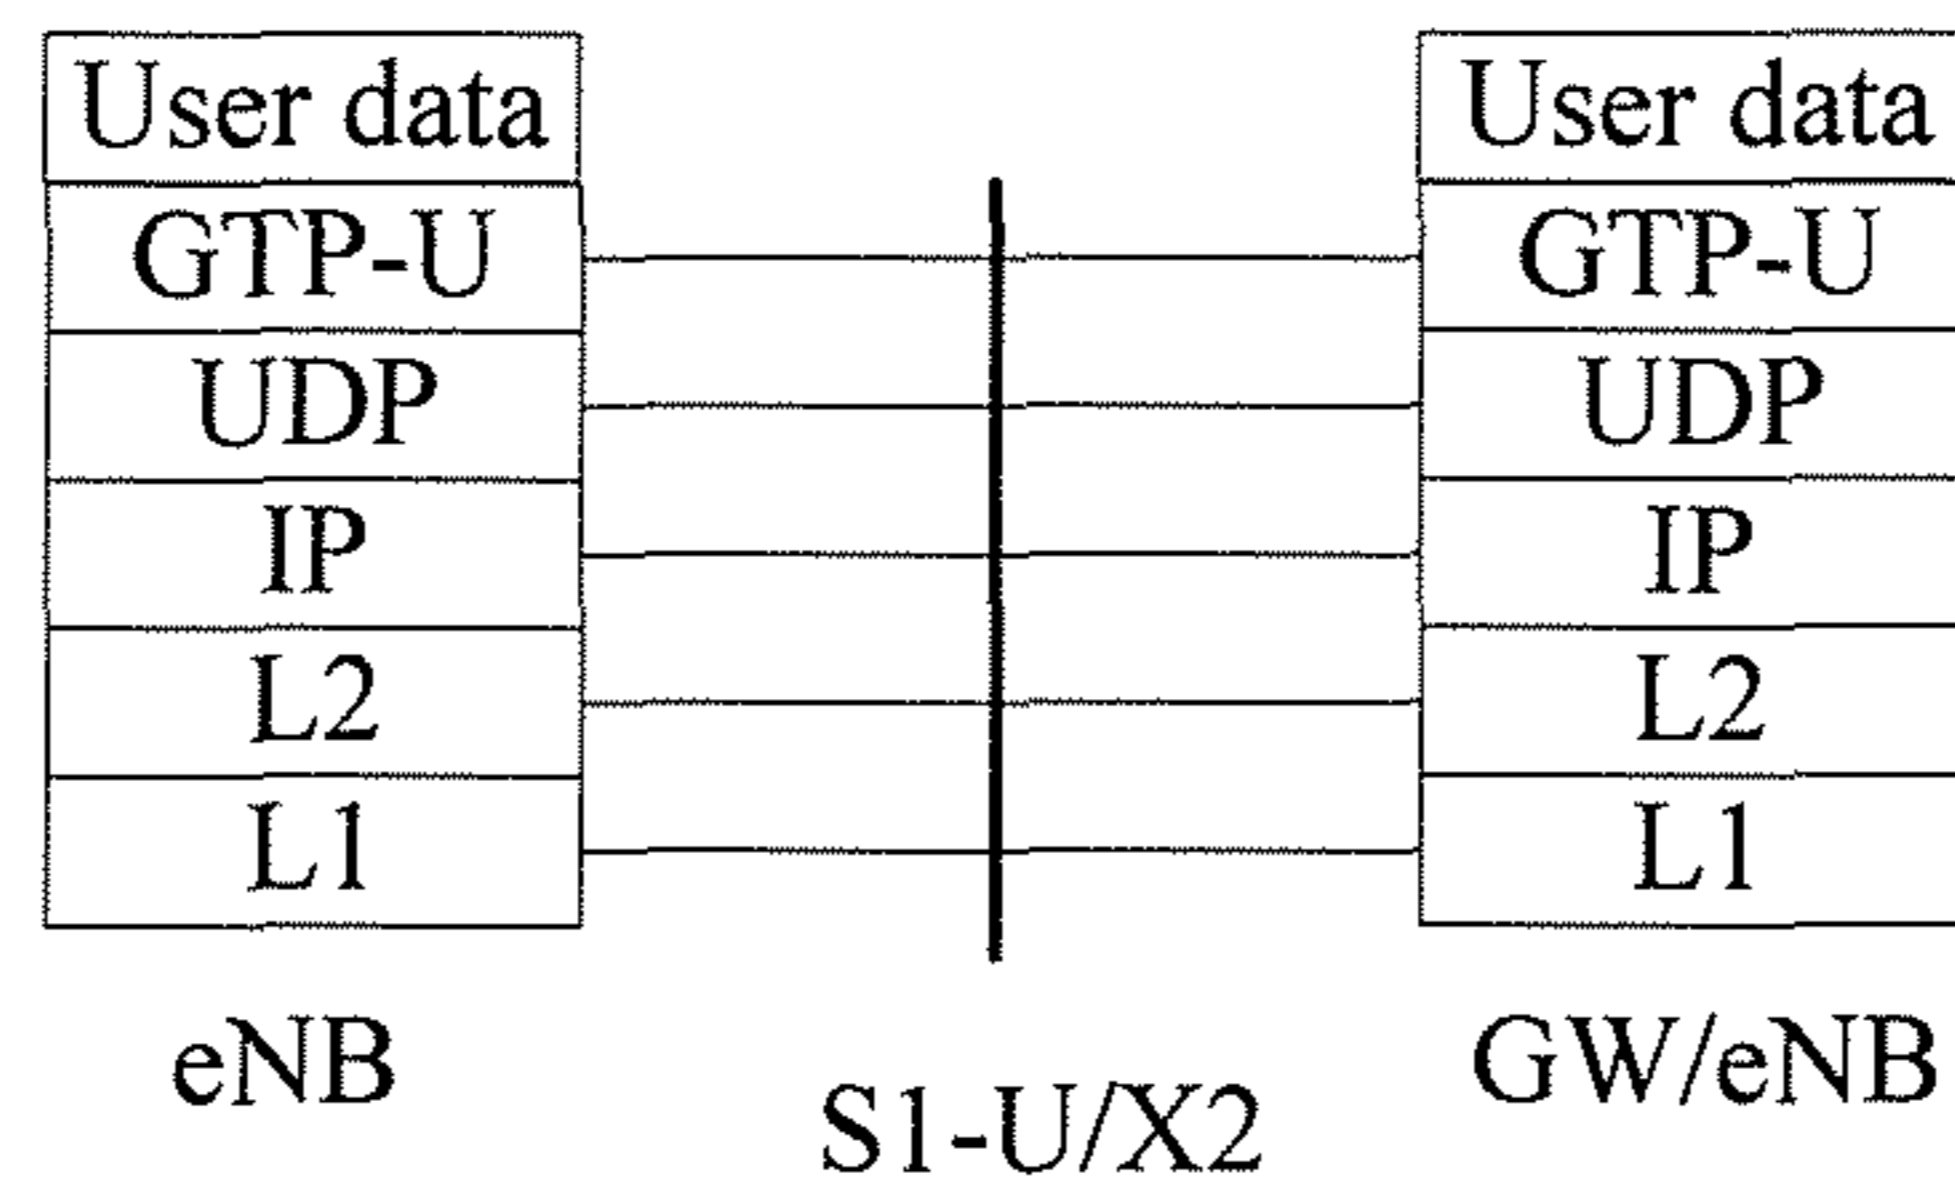 User data
GTP-U
UDP
IP
L2
L1
eNB
S1-U/X2
User data
GTP-U
UDP
IP
L2
L1
GW/eNB